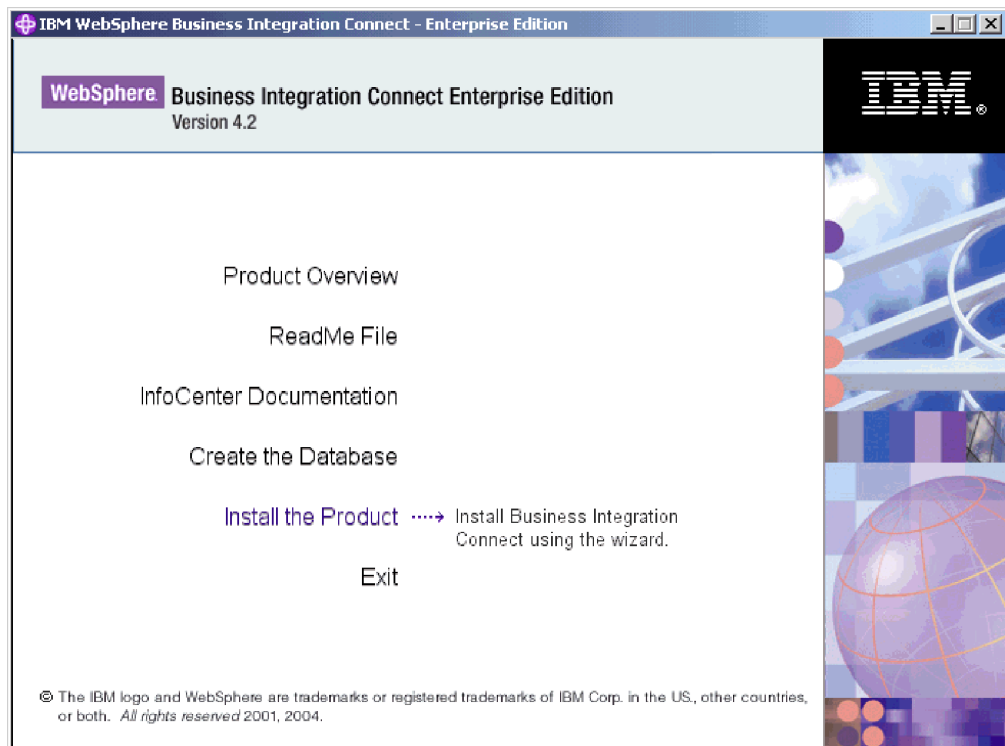 IBM WebSphere Business Integration Connect - Enterprise Edition
WebSphere. Business Integration Connect Enterprise Edition
Version 4.2
IBM®
Product Overview
ReadMe File
InfoCenter Documentation
Create the Database
Install the Product
Install Business Integration
Connect using the wizard.
Exit
© The IBM logo and WebSphere are trademarks or registered trademarks of IBM Corp. in the US., other countries,
or both. All rights reserved 2001, 2004.